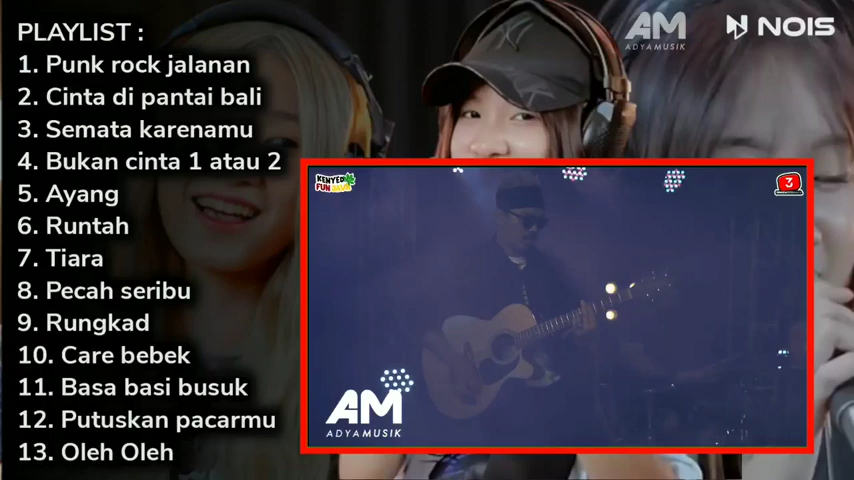 PLAYLIST :
1. Punk rock jalanan
2. Cinta di pantai bali
3. Semata karenamu
4. Bukan cinta 1 atau 2
5. Ayang
6. Runtah
7. Tiara
8. Pecah seribu
9. Rungkad
10. Care bebek
11. Basa basi busuk
12. Putuskan pacarmu
13. Oleh Oleh
AM
ADYAMUSIK
NOIS
FUN
3
AM
ADYAMUSIK